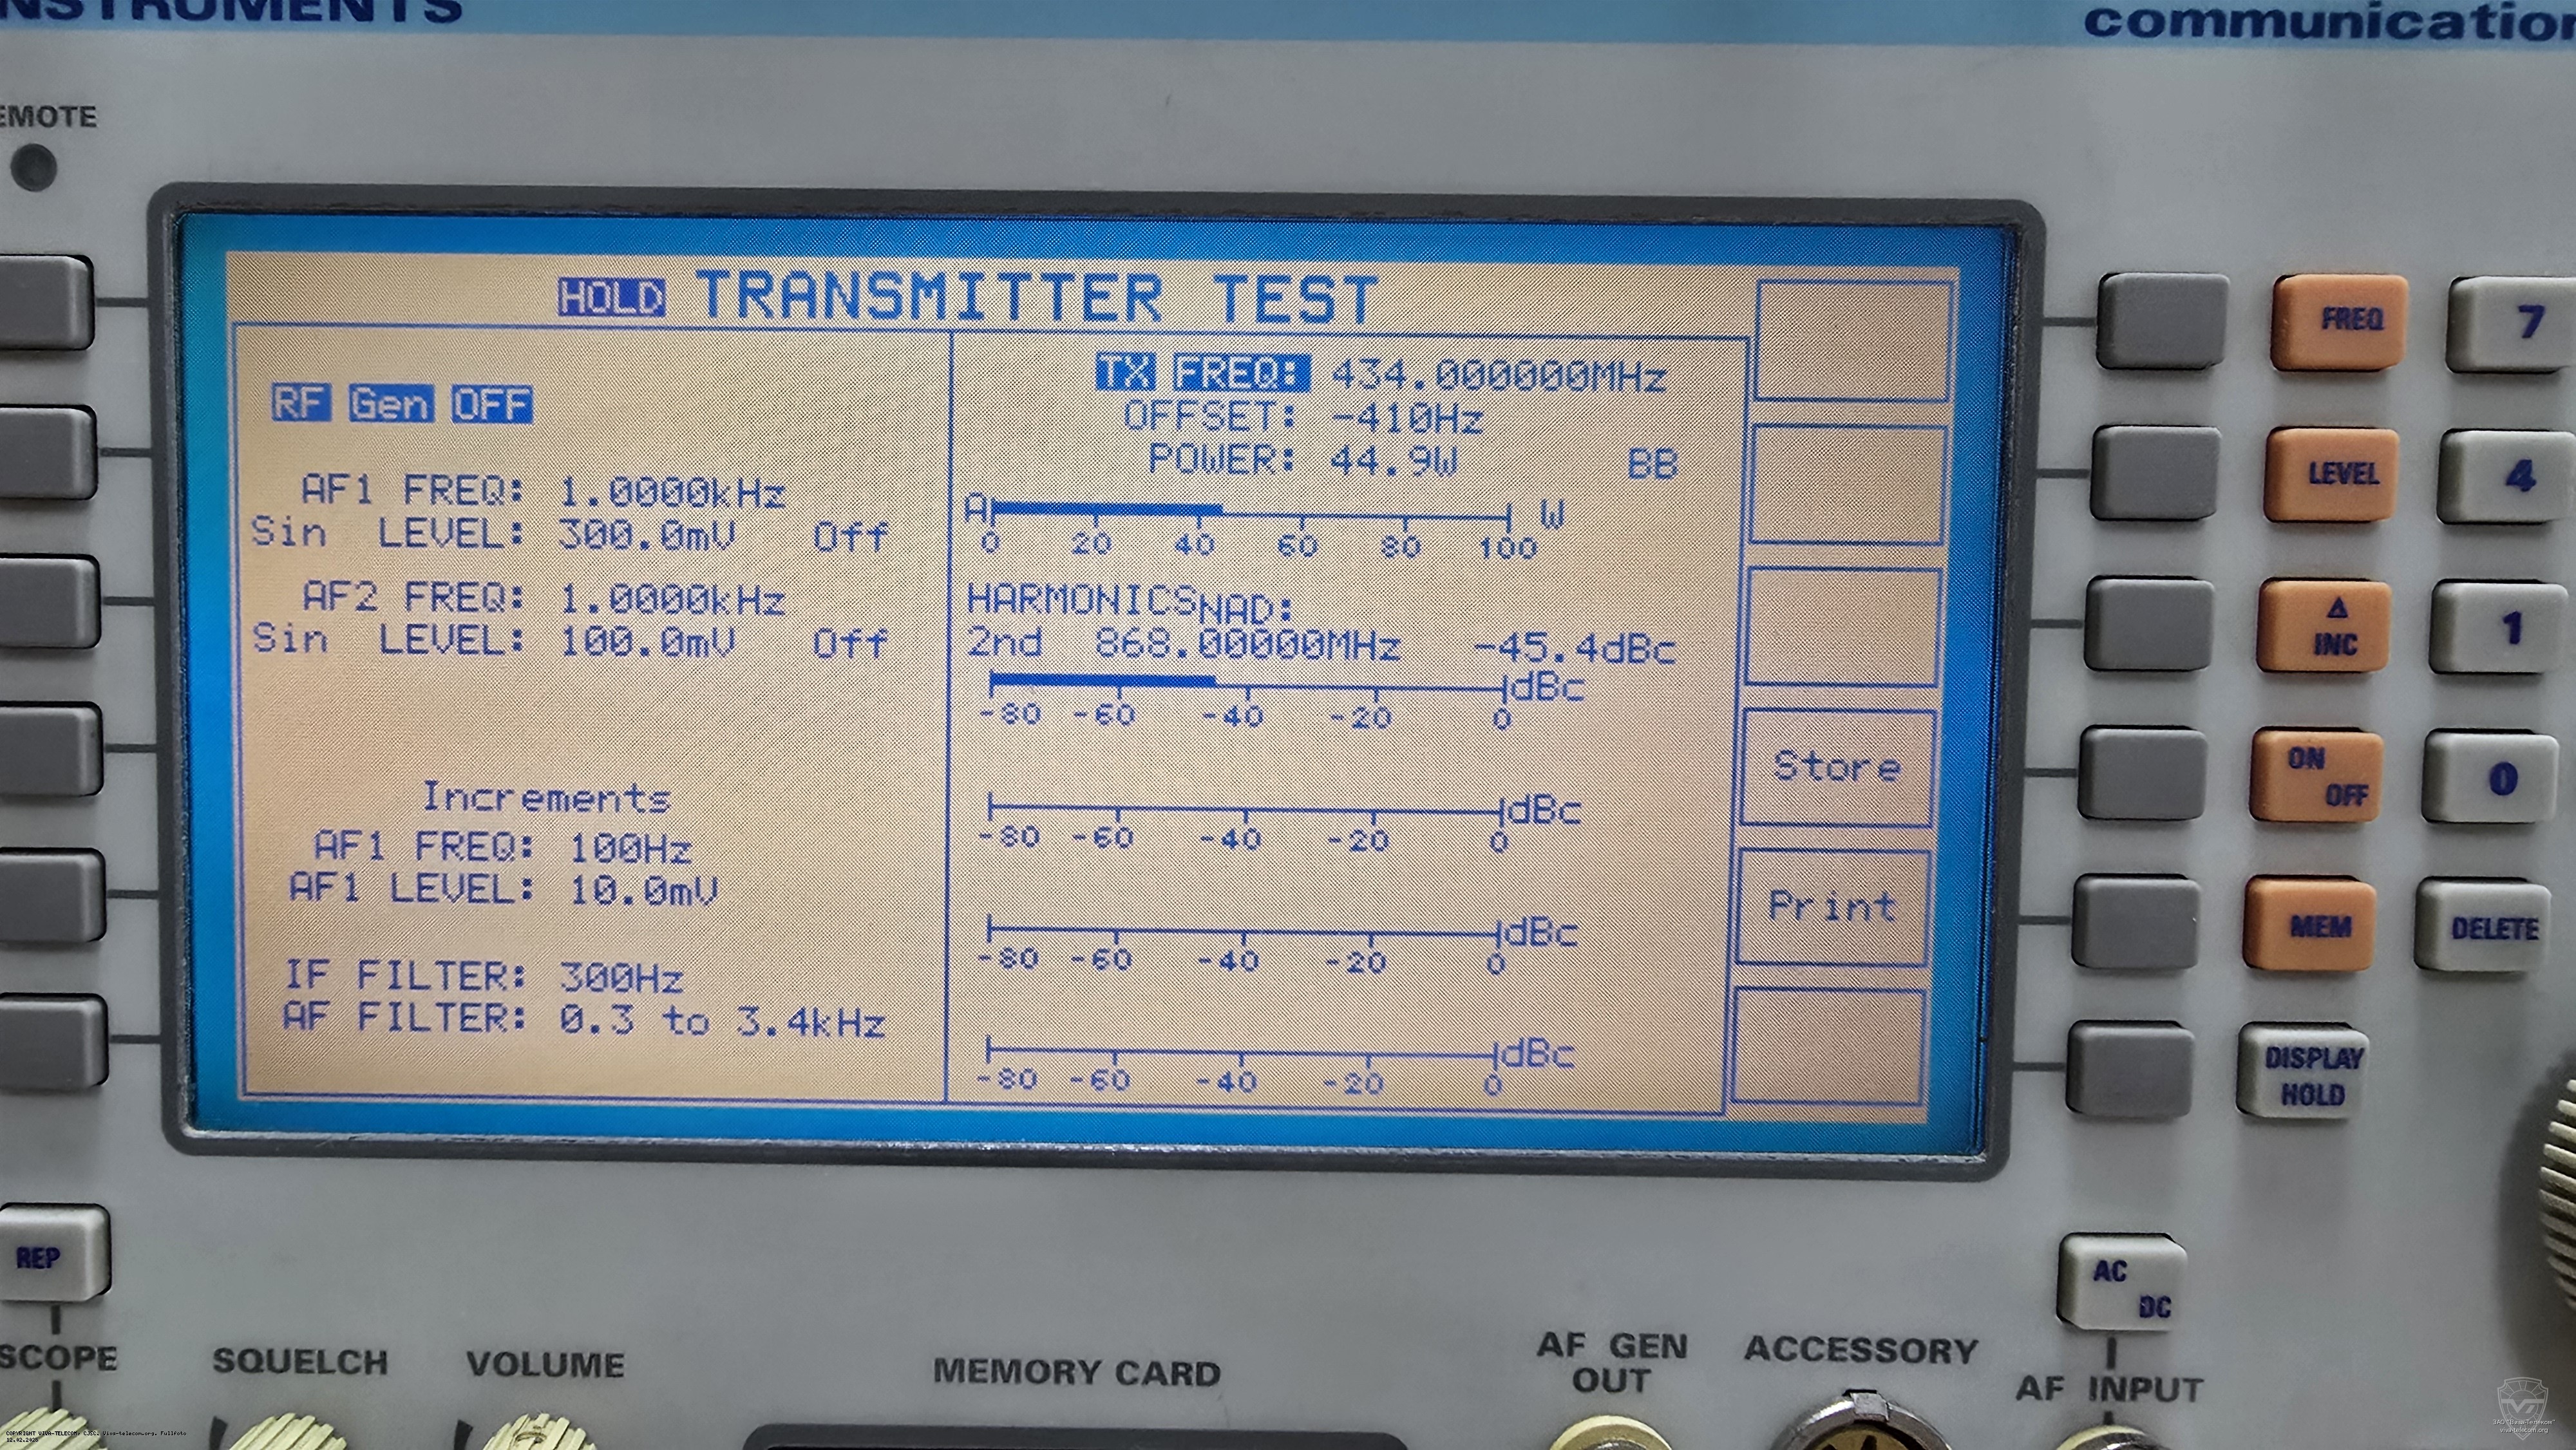 INSTRUMENTS
communication
EMOTE
HOLD TRANSMITTER TEST
RF Gen OFF
AF1 FREQ: 1.0000kHz
Sin LEVEL: 300.0mV Off
AF2 FREQ: 1.0000kHz
Sin LEVEL: 100.0mV Off
Increments
AF1 FREQ: 100Hz
AF1 LEVEL: 10.0mV
IF FILTER: 300Hz
AF FILTER: 0.3 to 3.4kHz
TX FREQ: 434.000000MHz
OFFSET: -410Hz
POWER: 44.9W BB
A W
0 20 40 60 80 100
HARMONICSNAD:
2nd 868.00000MHz -45.4dBc
dBc
-80 -60 -40 -20 0
dBc
-80 -60 -40 -20 0
dBc
-80 -60 -40 -20 0
dBc
-80 -60 -40 -20 0
Store
Print
FREQ 7
LEVEL 4
Δ
INC 1
ON
OFF 0
MEM DELETE
DISPLAY
HOLD
REP
SCOPE
SQUELCH
VOLUME
MEMORY CARD
AF GEN
OUT
ACCESSORY
AC
DC
AF INPUT
viva-telecom.org